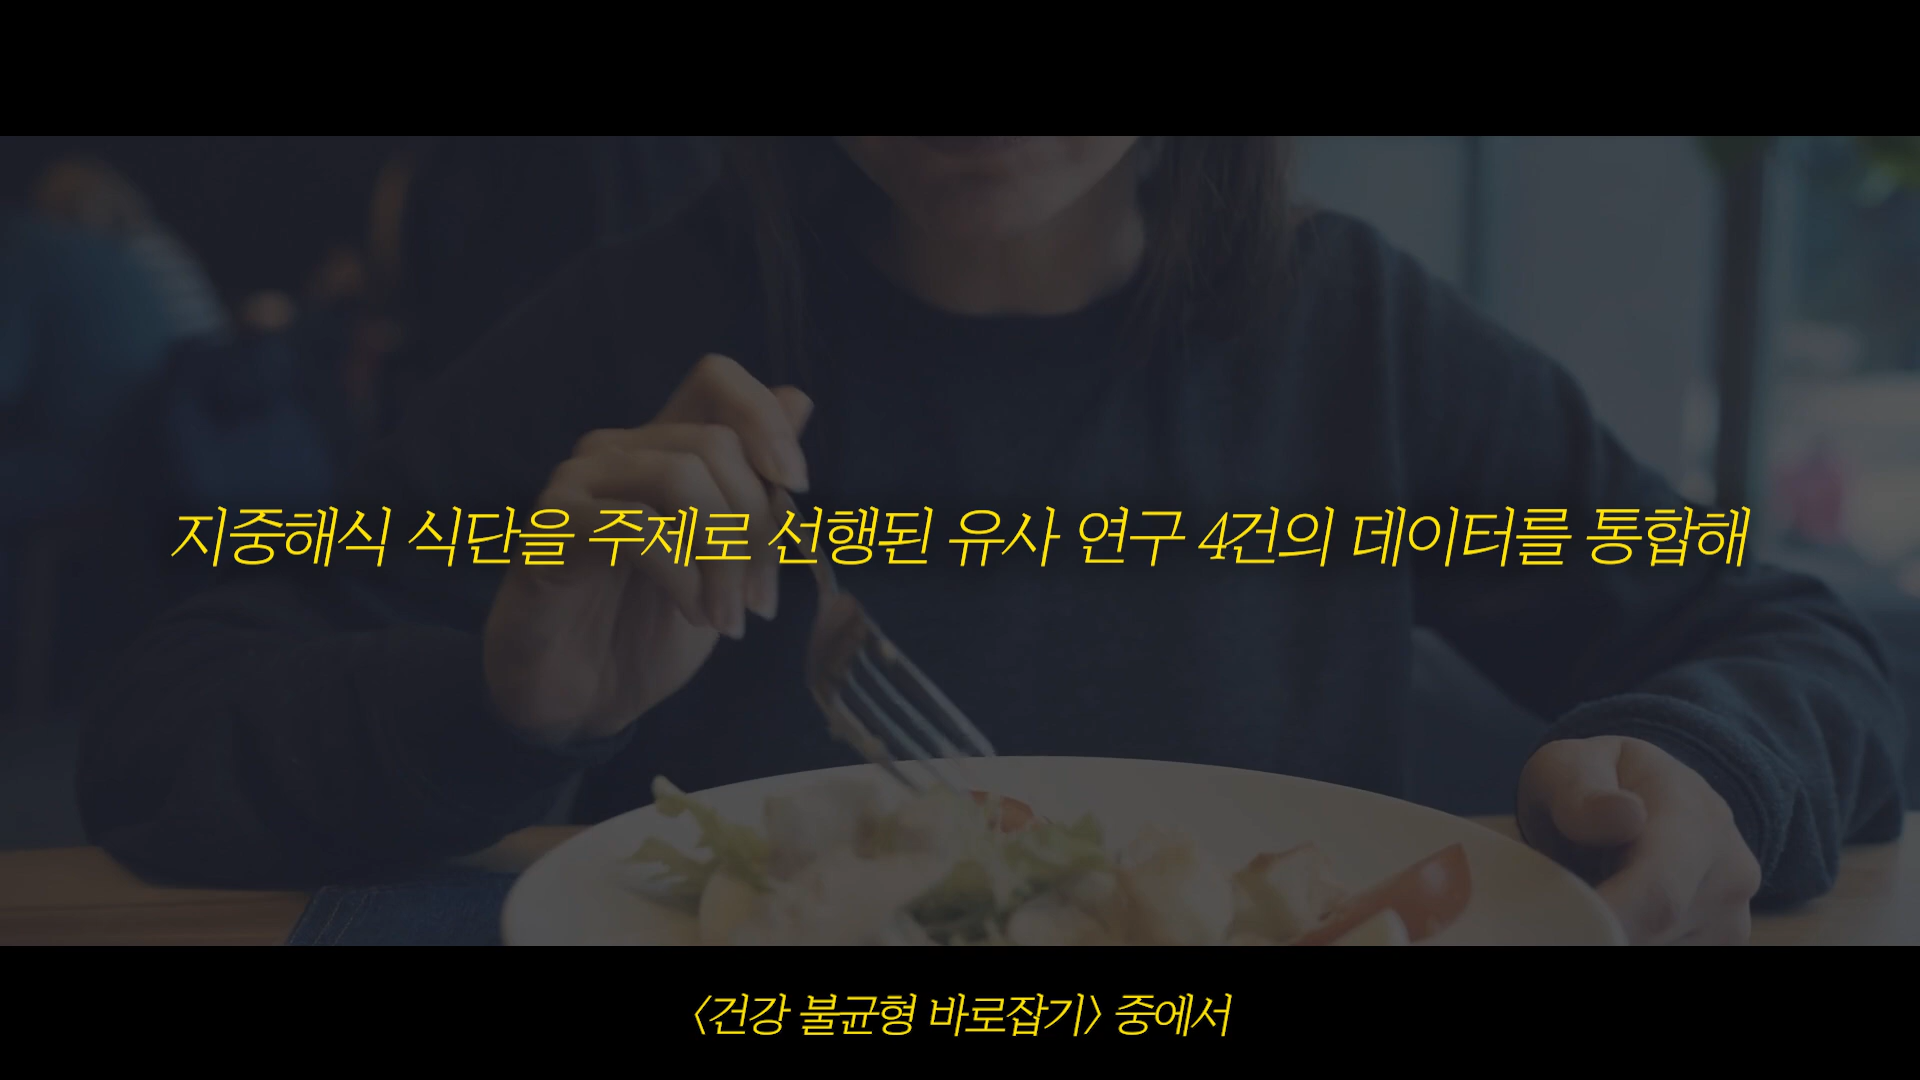 지중해식 식단을 주제로 선행된 유사 연구 4건의 데이터를 통합해
<건강 불균형 바로잡기> 중에서